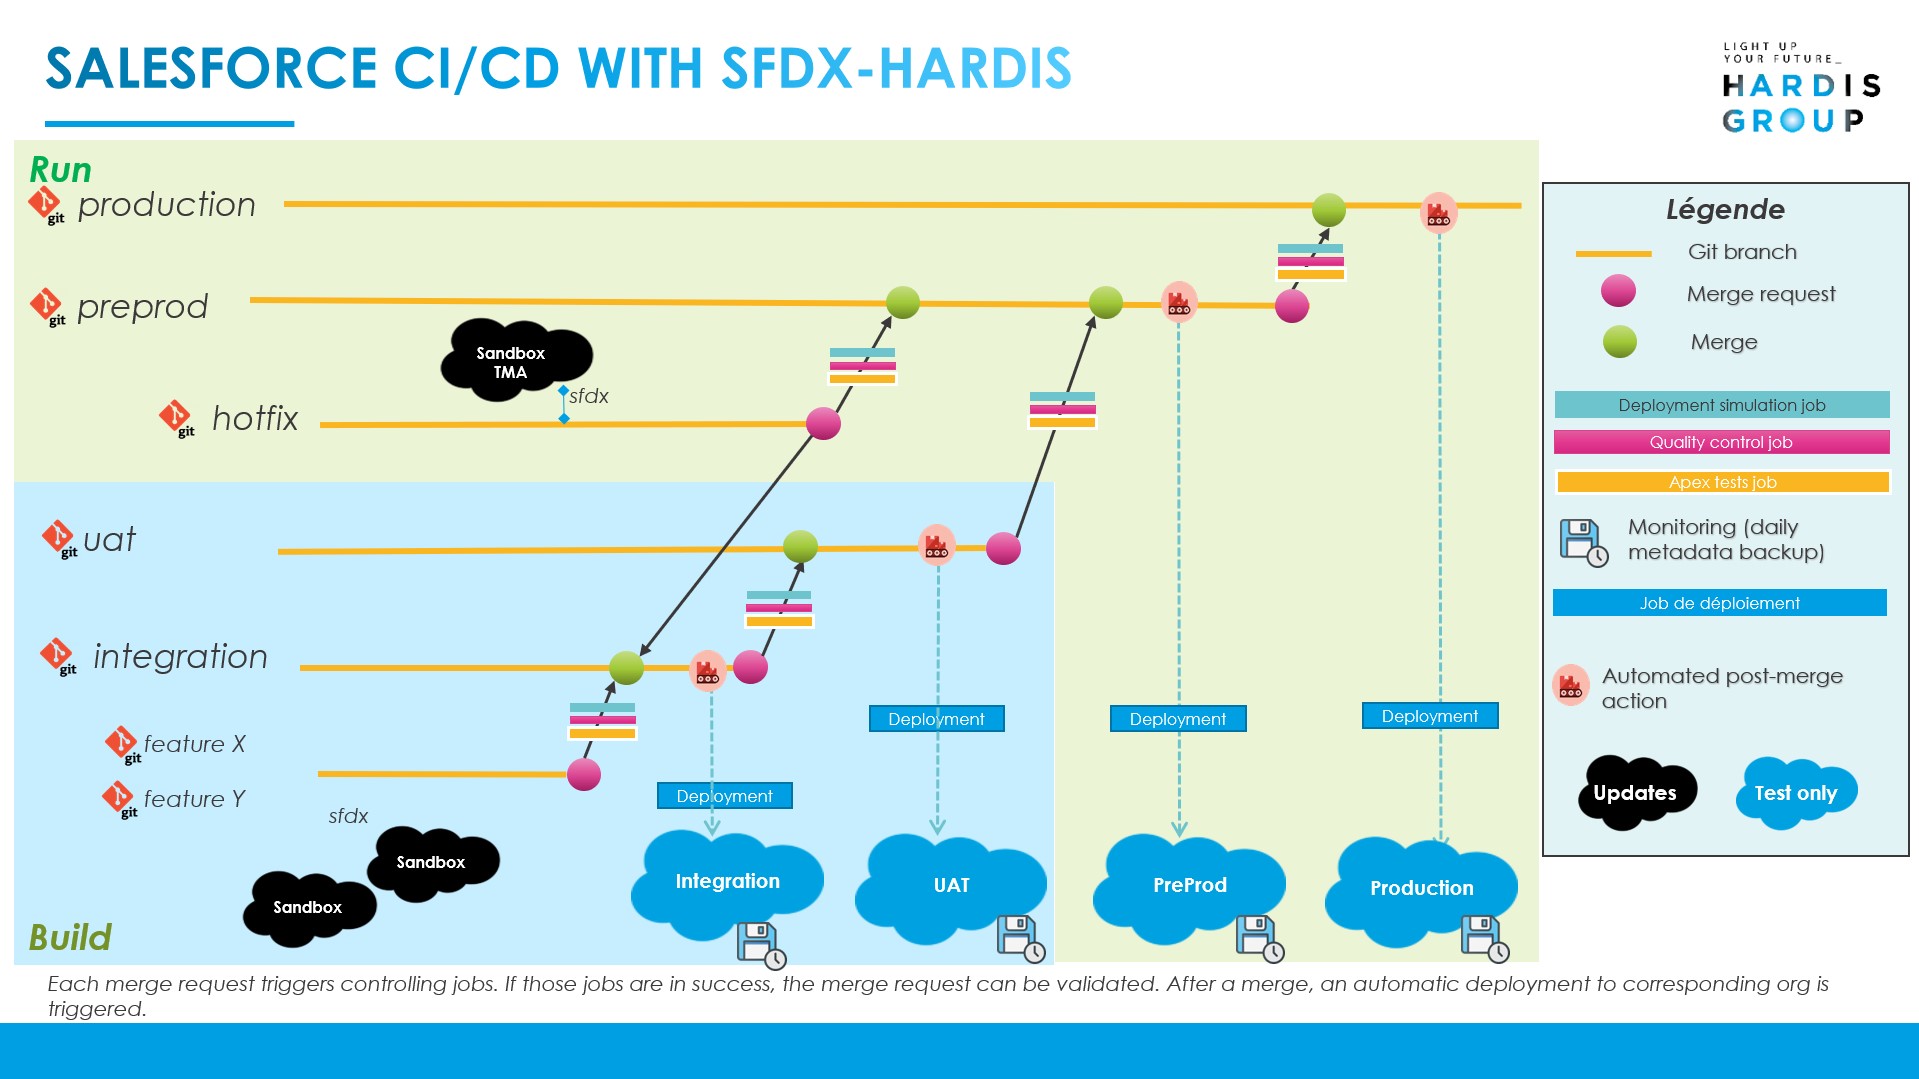 SALESFORCE CI/CD WITH SFDX-HARDIS
LIGHT UP
YOUR FUTURE_
HARDIS
GROUP
Run
git production
git preprod
Sandbox
TMA
sfdx
git hotfix
git uat
git integration
git feature X
git feature Y
sfdx
Sandbox
Sandbox
Build
Deployment
Deployment
Deployment
Deployment
Integration
UAT
PreProd
Production
Légende
Git branch
Merge request
Merge
Deployment simulation job
Quality control job
Apex tests job
Monitoring (daily
metadata backup)
Job de déploiement
Automated post-merge
action
Updates
Test only
Each merge request triggers controlling jobs. If those jobs are in success, the merge request can be validated. After a merge, an automatic deployment to corresponding org is
triggered.